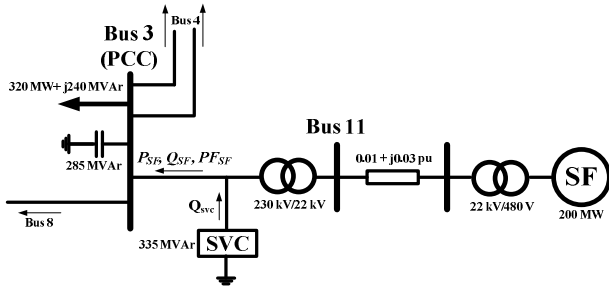 Bus 4
Bus 3
(PCC)
320 MW+ j240 MVAr
Bus 11
285 MVAr
P_SF, Q_SF, PF_SF
0.01 + j0.03 pu
SF
230 kV/22 kV
22 kV/480 V
200 MW
Q_svc
Bus 8
335 MVAr
SVC